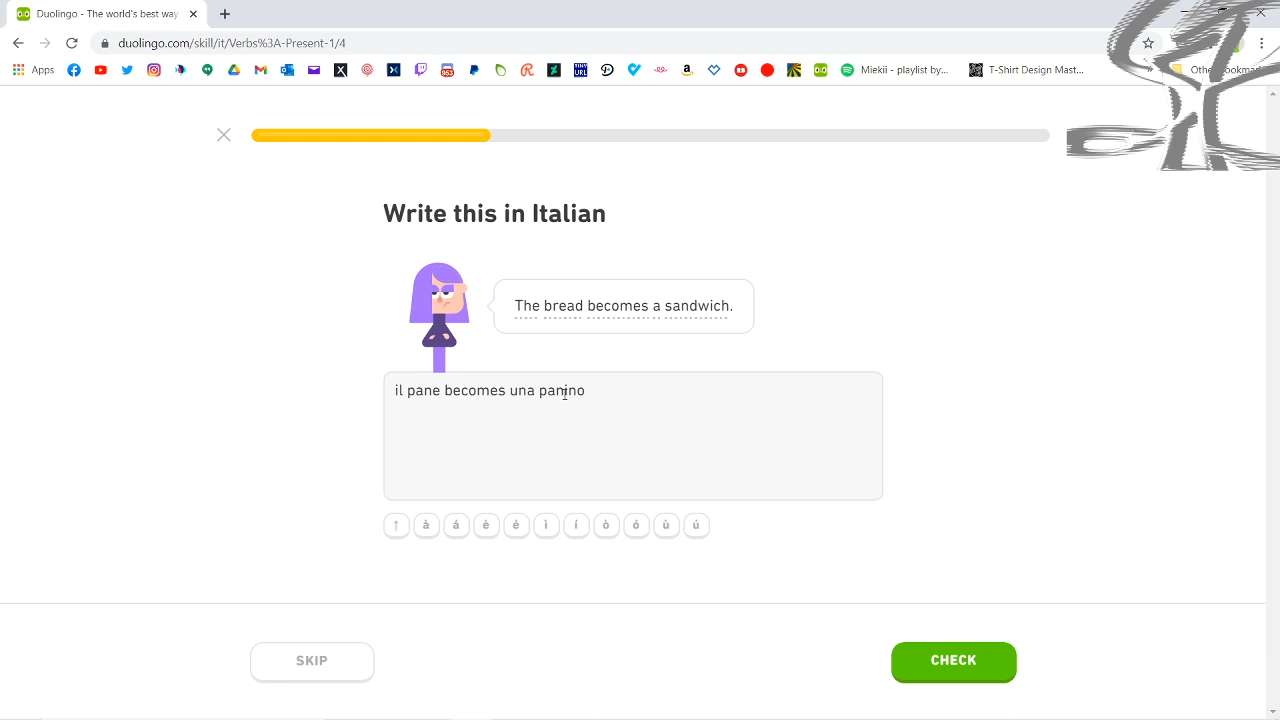 Duolingo - The world's best way
duolingo.com/skill/it/Verbs%3A-Present-1/4
Apps
Miekii - playlist by...
T-Shirt Design Mast...
Write this in Italian
The bread becomes a sandwich.
il pane becomes una panino
↑ à á è é ì í ò ó ù ú
SKIP
CHECK